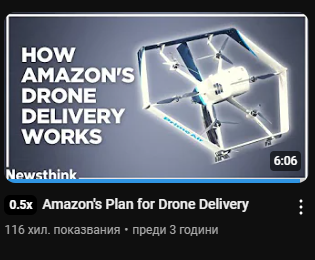 HOW
AMAZON'S
DRONE
DELIVERY
WORKS
PrimeAir
6:06
Newsthink
0.5x Amazon's Plan for Drone Delivery
116 хил. показвания • преди 3 години